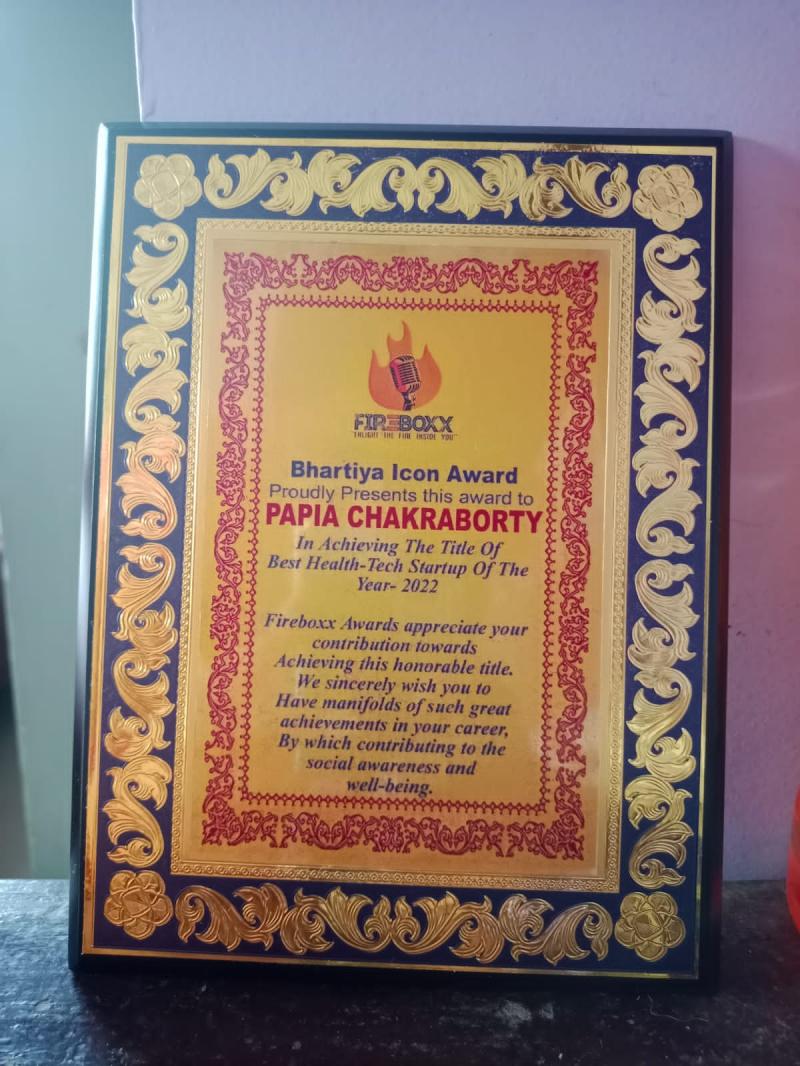 FIREBOXX
ENLIGHT THE FIRE INSIDE YOU
Bhartiya Icon Award
Proudly Presents this award to
PAPIA CHAKRABORTY
In Achieving The Title Of
Best Health-Tech Startup Of The
Year- 2022
Fireboxx Awards appreciate your
contribution towards
Achieving this honorable title.
We sincerely wish you to
Have manifolds of such great
achievements in your career,
By which contributing to the
social awareness and
well-being.